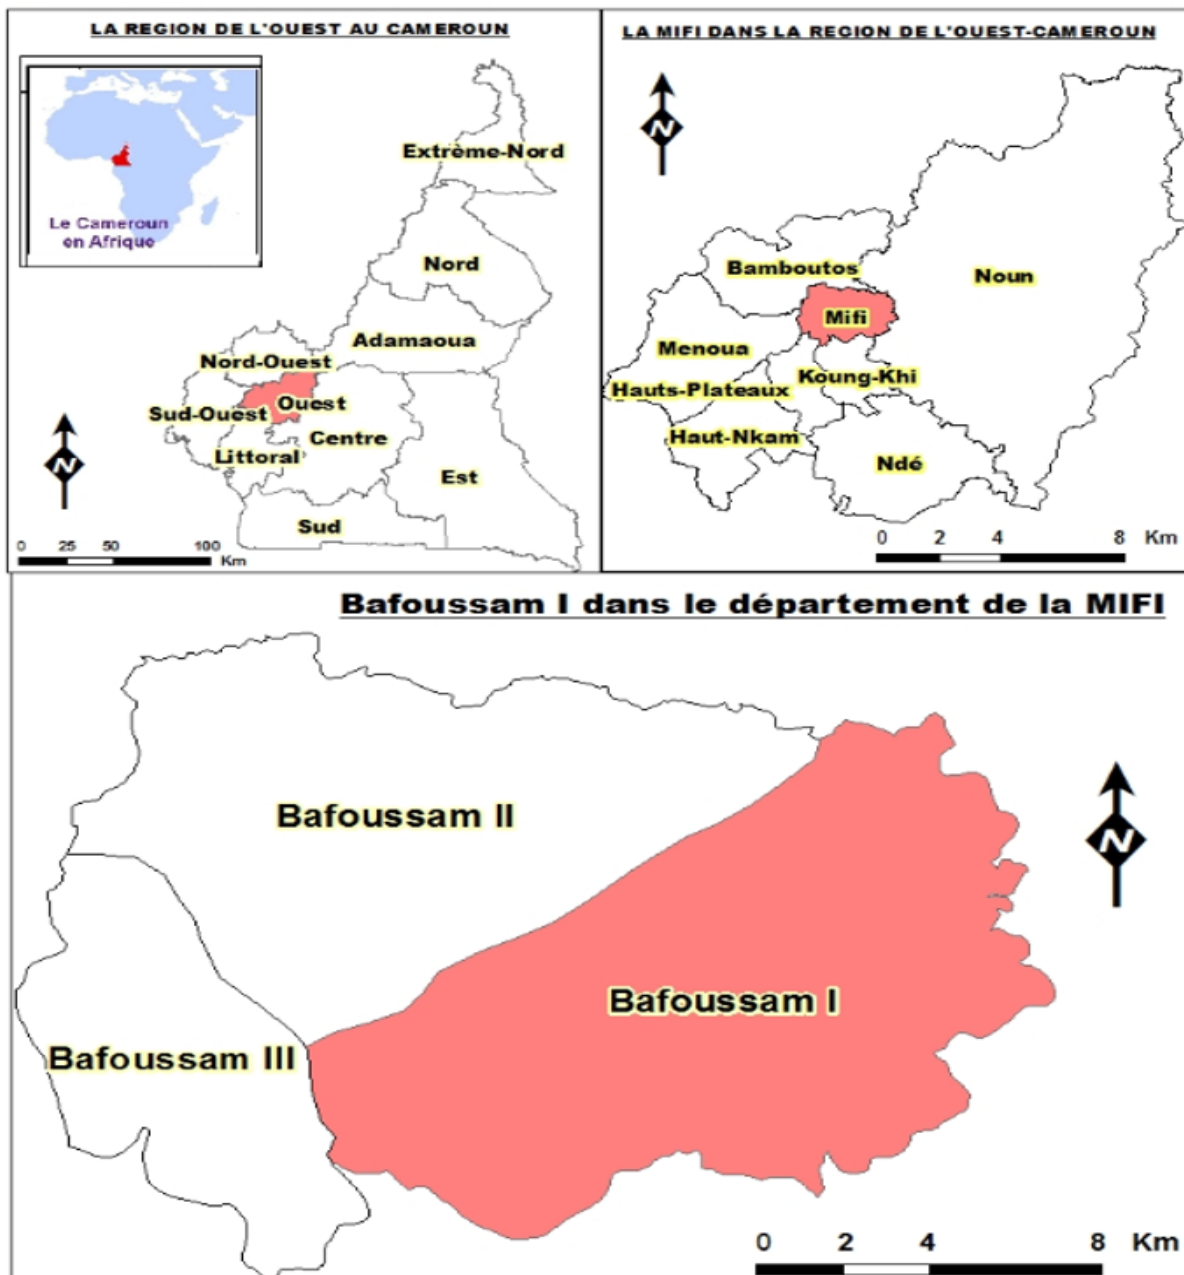 LA REGION DE L'OUEST AU CAMEROUN
Le Cameroun
en Afrique
Extrème-Nord
Nord
Adamaoua
Nord-Ouest
Ouest
Sud-Ouest
Centre
Littoral
Est
Sud
N
0 25 50 100
Km
LA MIFI DANS LA REGION DE L'OUEST-CAMEROUN
N
Bamboutos
Noun
Mifi
Menoua
Koung-Khi
Hauts-Plateaux
Haut-Nkam
Ndé
0 2 4 8 Km
Bafoussam I dans le département de la MIFI
Bafoussam II
N
Bafoussam I
Bafoussam III
0 2 4 8 Km